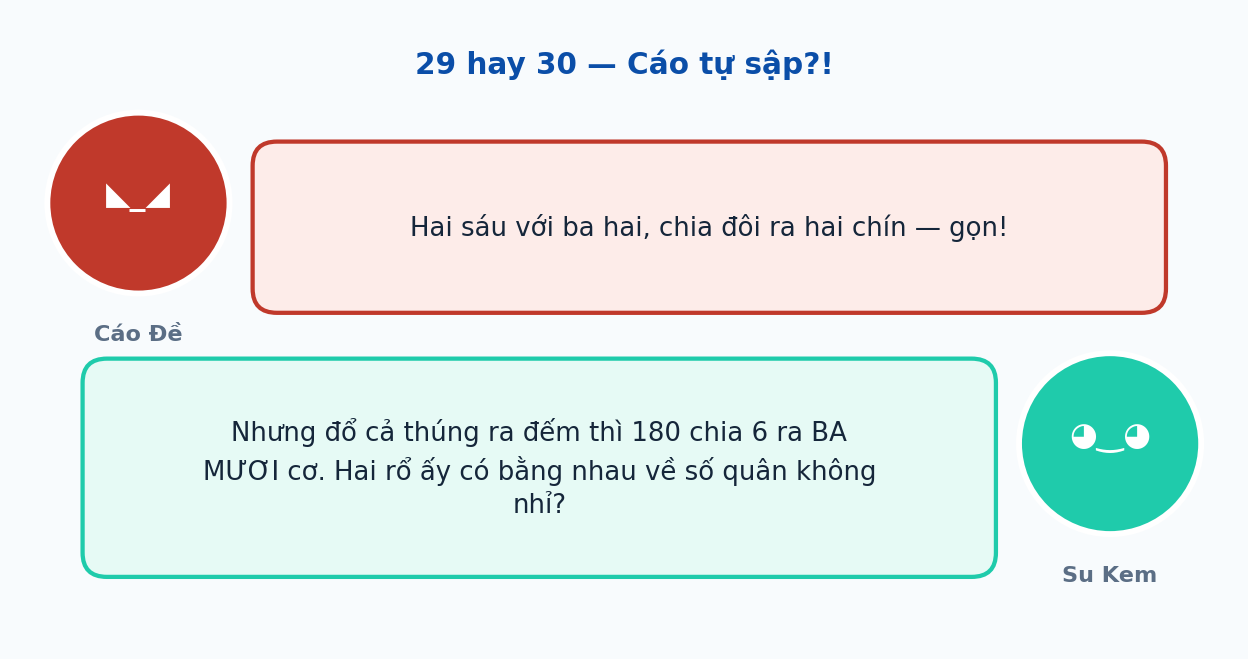 29 hay 30 — Cáo tự sập?!
Hai sáu với ba hai, chia đôi ra hai chín — gọn!
Cáo Đề
Nhưng đổ cả thúng ra đếm thì 180 chia 6 ra BA
MƯƠI cơ. Hai rổ ấy có bằng nhau về số quân không
nhỉ?
Su Kem